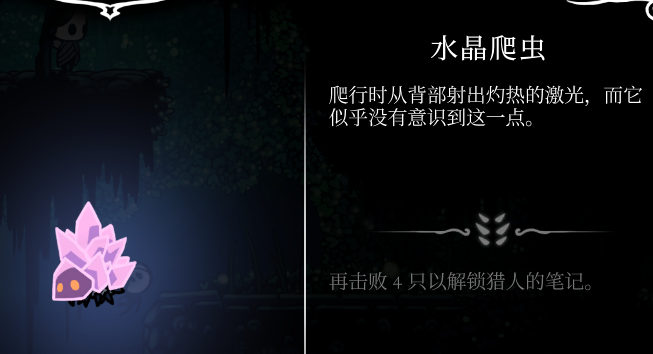 水晶爬虫
爬行时从背部射出灼热的激光，而它
似乎没有意识到这一点。
再击败 4 只以解锁猎人的笔记。